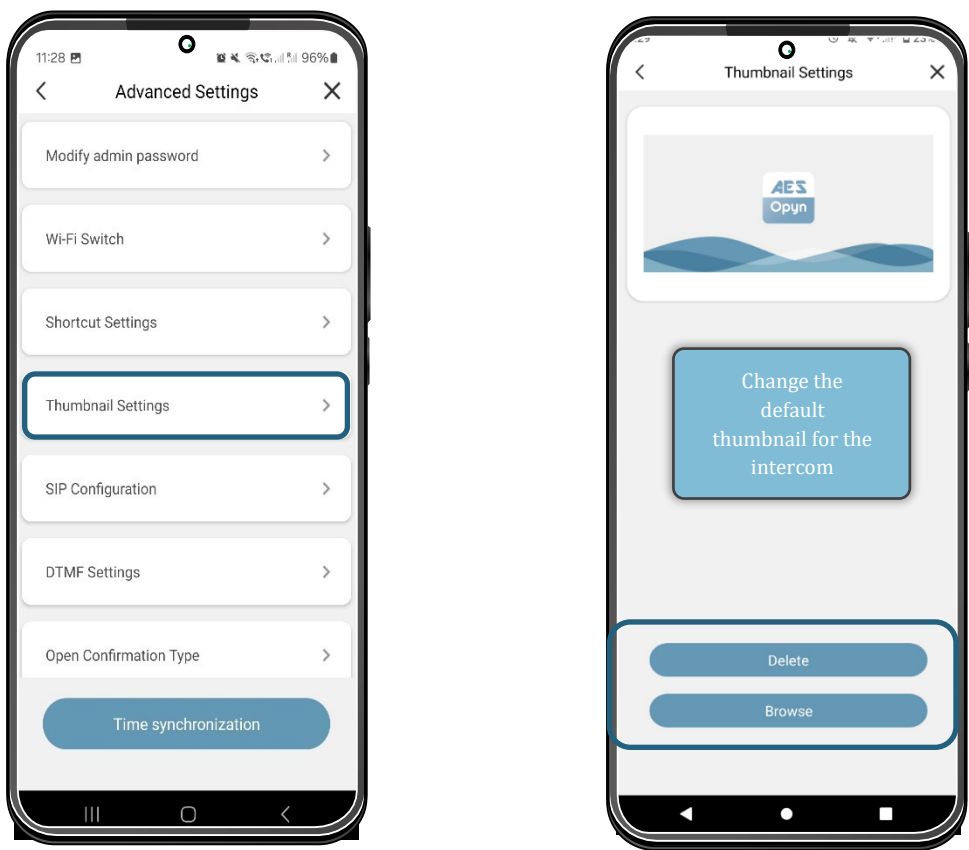 11:28
96%
Advanced Settings
Modify admin password
Wi-Fi Switch
Shortcut Settings
Thumbnail Settings
SIP Configuration
DTMF Settings
Open Confirmation Type
Time synchronization
Thumbnail Settings
AES
Opyn
Change the
default
thumbnail for the
intercom
Delete
Browse